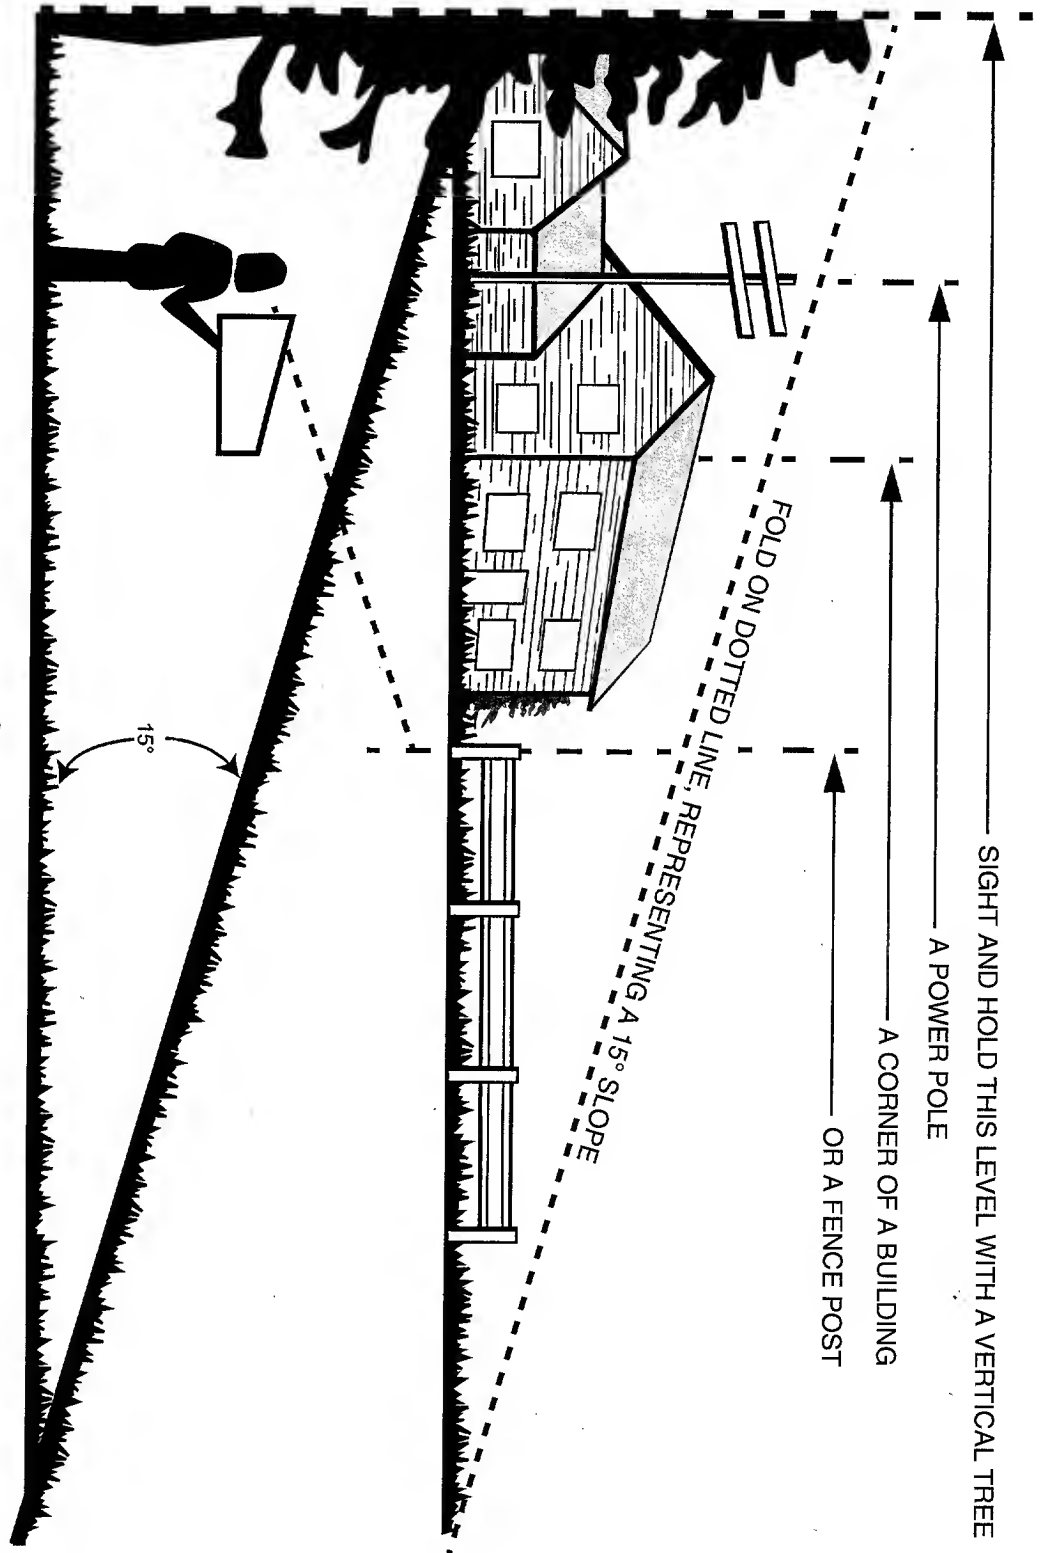 SIGHT AND HOLD THIS LEVEL WITH A VERTICAL TREE
A POWER POLE
A CORNER OF A BUILDING
OR A FENCE POST
FOLD ON DOTTED LINE, REPRESENTING A 15° SLOPE
15°